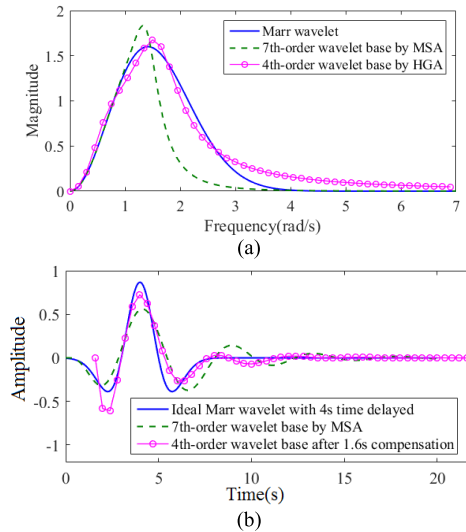 (a)
2
1.5
1
0.5
0
Magnitude
Marr wavelet
7th-order wavelet base by MSA
4th-order wavelet base by HGA
0 1 2 3 4 5 6 7
Frequency(rad/s)
(a)
1
0.5
0
-0.5
-1
Amplitude
Ideal Marr wavelet with 4s time delayed
7th-order wavelet base by MSA
4th-order wavelet base after 1.6s compensation
0 5 10 15 20
Time(s)
(b)